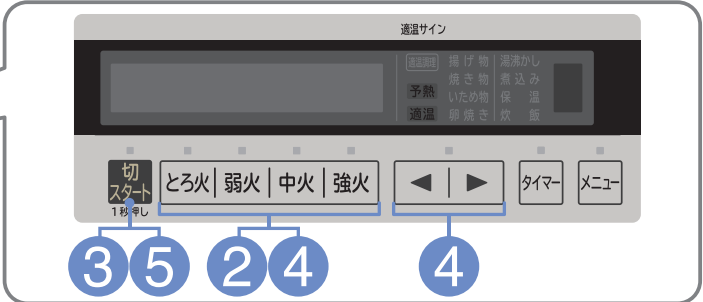 適温サイン
適温調理 揚げ物 湯沸かし
焼き物 煮込み
予熱 いため物 保温
適温 卵焼き 炊飯
切 スタート とろ火 弱火 中火 強火 ◀ ▶ タイマー メニュー
1秒押し
3 5 2 4 4